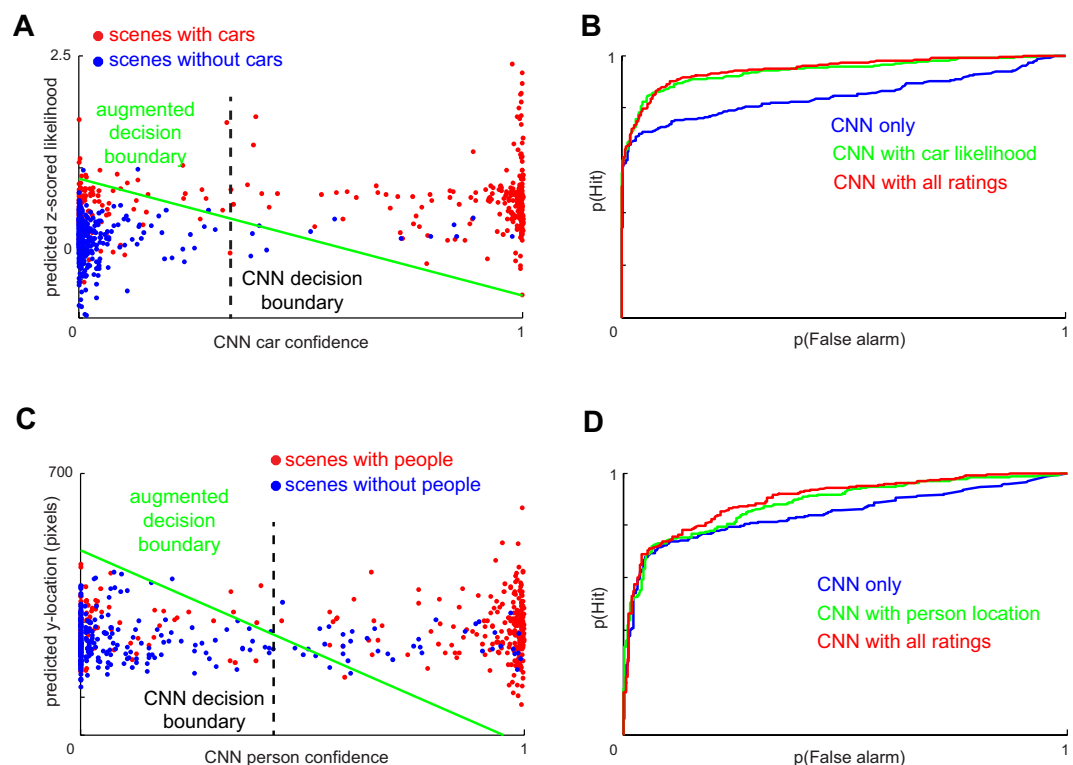 A
scenes with cars
scenes without cars
2.5
augmented
decision
boundary
predicted z-scored likelihood
0
CNN decision
boundary
0
1
CNN car confidence
B
1
CNN only
CNN with car likelihood
CNN with all ratings
p(Hit)
0
1
p(False alarm)
C
scenes with people
scenes without people
700
augmented
decision
boundary
predicted y-location (pixels)
CNN decision
boundary
0
1
CNN person confidence
D
1
CNN only
CNN with person location
CNN with all ratings
p(Hit)
0
1
p(False alarm)